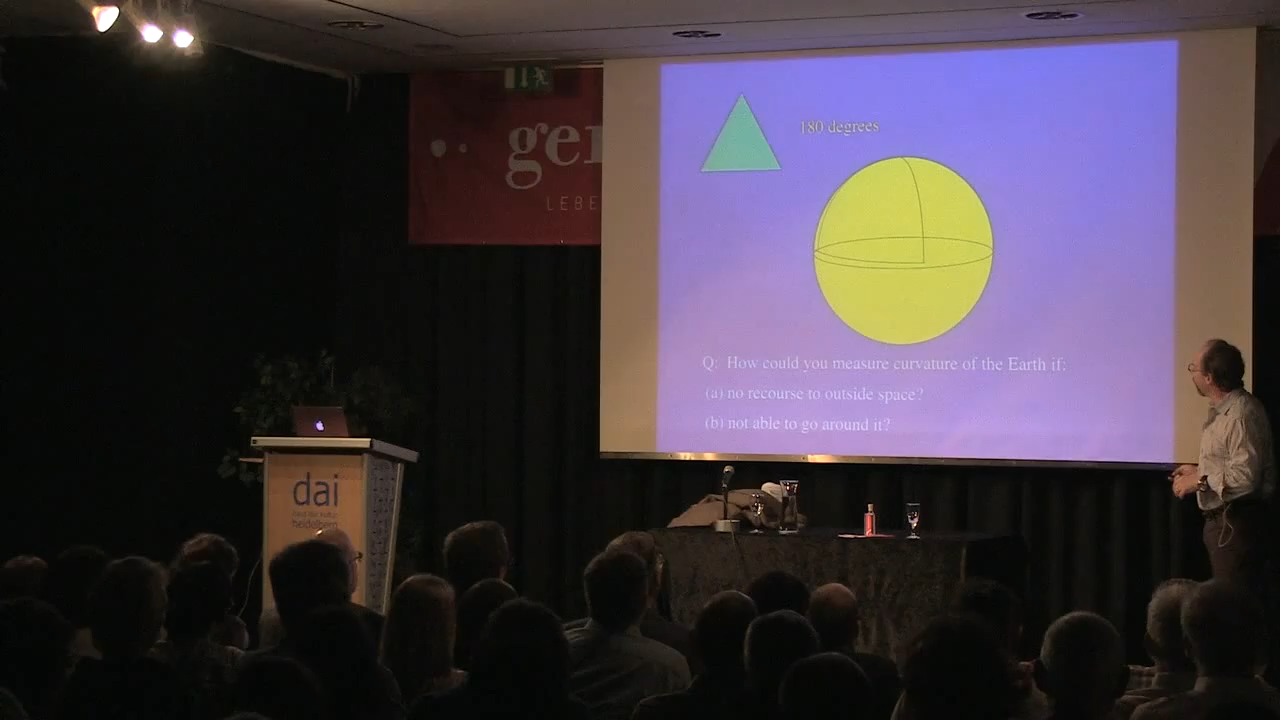 ger
LEBE
180 degrees
Q: How could you measure curvature of the Earth if:
(a) no recourse to outside space?
(b) not able to go around it?
dai
heidelberg